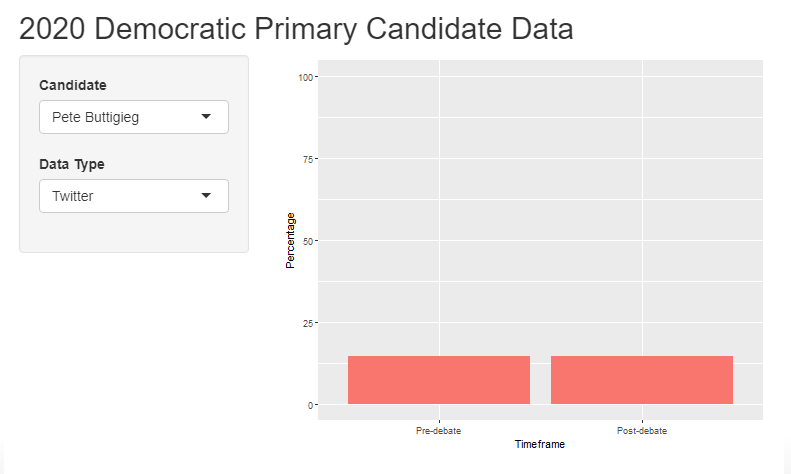 2020 Democratic Primary Candidate Data
Candidate
Pete Buttigieg
Data Type
Twitter
Percentage
100
75
50
25
0
Pre-debate
Post-debate
Timeframe